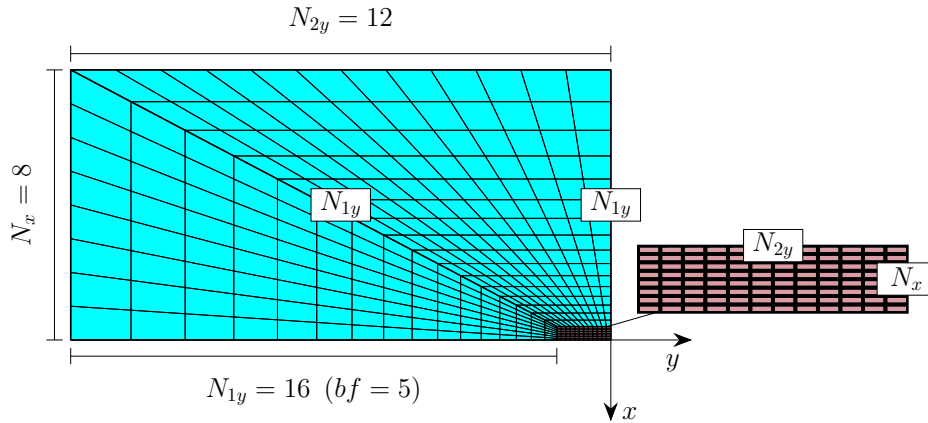 N_{2y} = 12
N_x = 8
N_{1y}
N_{1y}
N_{2y}
N_x
y
N_{1y} = 16 (bf = 5)
x